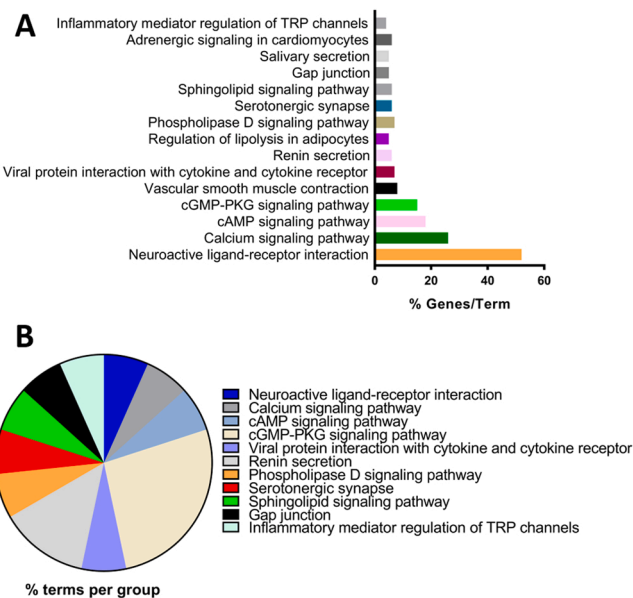 A
Inflammatory mediator regulation of TRP channels
Adrenergic signaling in cardiomyocytes
Salivary secretion
Gap junction
Sphingolipid signaling pathway
Serotonergic synapse
Phospholipase D signaling pathway
Regulation of lipolysis in adipocytes
Renin secretion
Viral protein interaction with cytokine and cytokine receptor
Vascular smooth muscle contraction
cGMP-PKG signaling pathway
cAMP signaling pathway
Calcium signaling pathway
Neuroactive ligand-receptor interaction
0 20 40 60
% Genes/Term
B
Neuroactive ligand-receptor interaction
Calcium signaling pathway
cAMP signaling pathway
cGMP-PKG signaling pathway
Viral protein interaction with cytokine and cytokine receptor
Renin secretion
Phospholipase D signaling pathway
Serotonergic synapse
Sphingolipid signaling pathway
Gap junction
Inflammatory mediator regulation of TRP channels
% terms per group